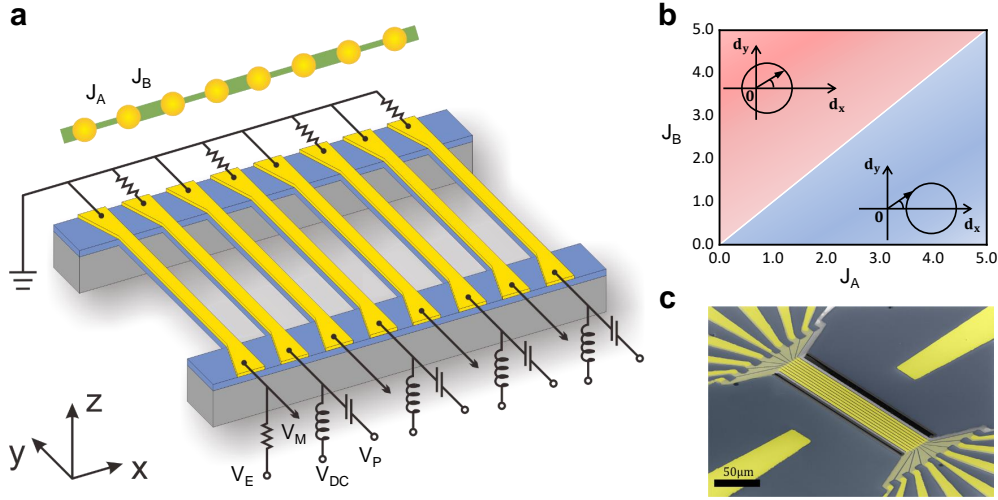 a
J_A
J_B
V_E
V_M
V_DC
V_P
z
y
x
b
J_B
5.0
4.0
3.0
2.0
1.0
0.0
0.0 1.0 2.0 3.0 4.0 5.0
J_A
d_y
0
d_x
d_y
0
d_x
c
50μm